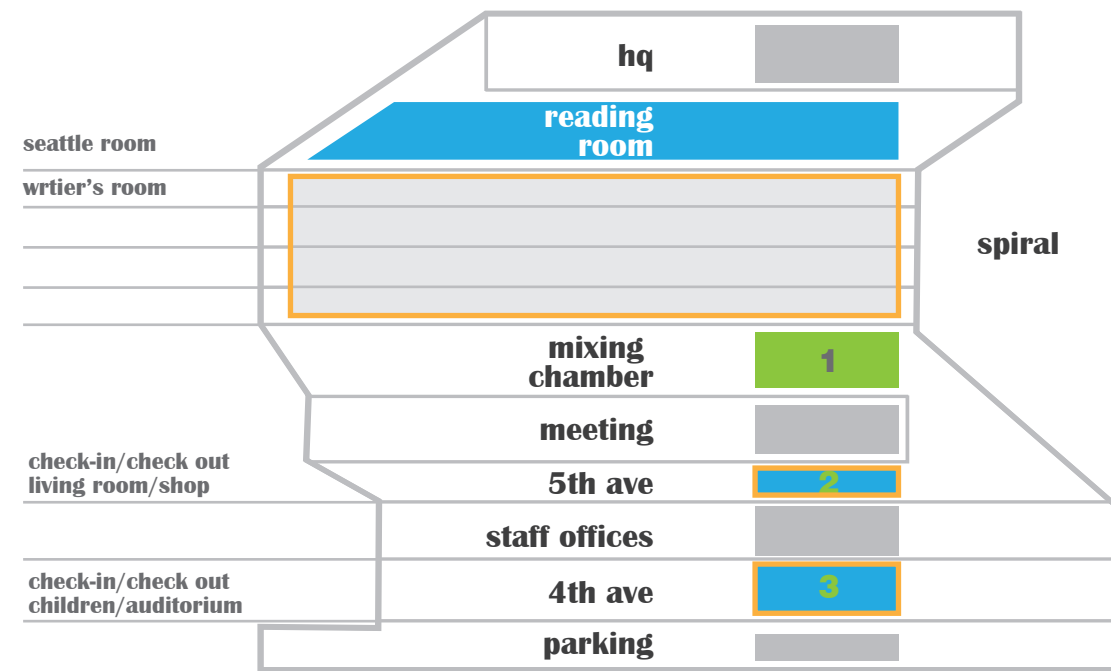 hq
reading
room
seattle room
wrtier's room
spiral
mixing
chamber
1
meeting
check-in/check out
living room/shop
5th ave
2
staff offices
check-in/check out
children/auditorium
4th ave
3
parking